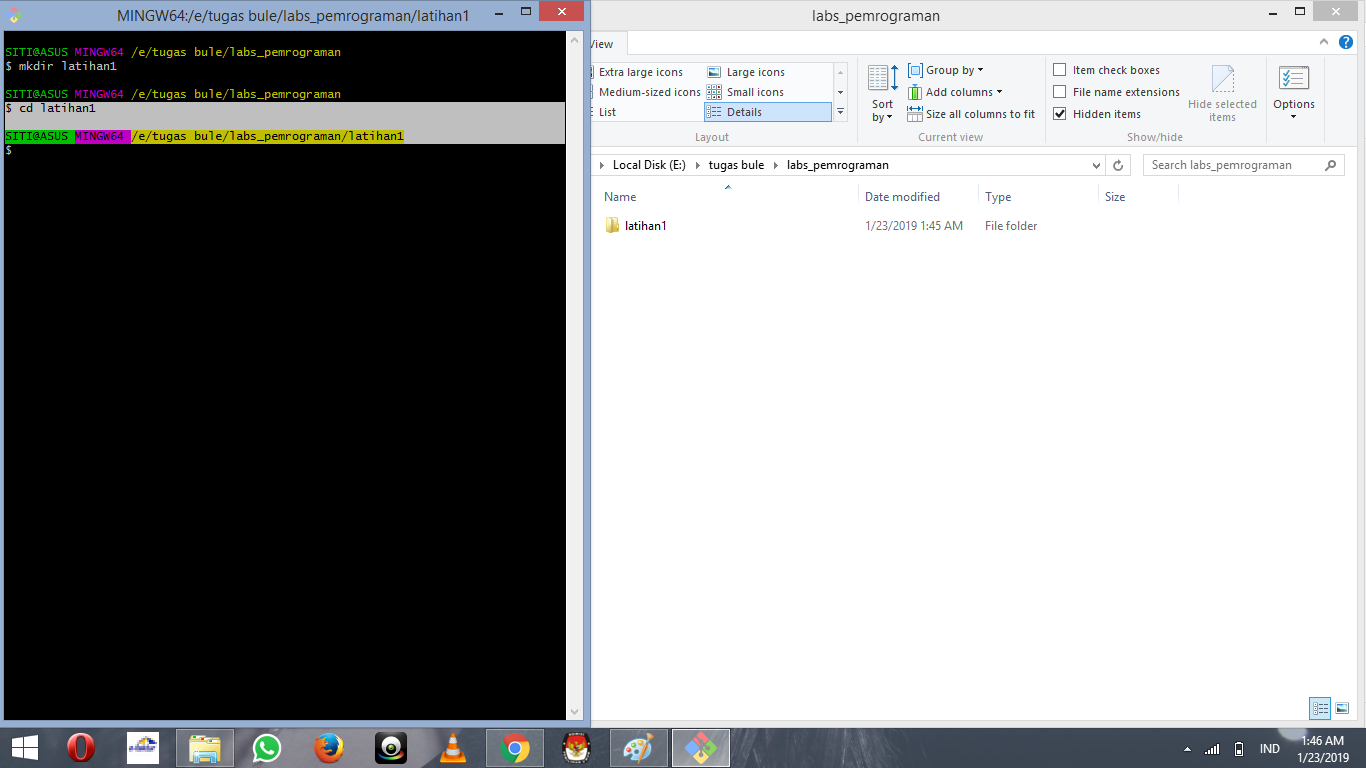 MINGW64:/e/tugas bule/labs_pemrograman/latihan1
SITI@ASUS MINGW64 /e/tugas bule/labs_pemrograman
$ mkdir latihan1
SITI@ASUS MINGW64 /e/tugas bule/labs_pemrograman
$ cd latihan1
SITI@ASUS MINGW64 /e/tugas bule/labs_pemrograman/latihan1
$
labs_pemrograman
View
Extra large icons
Large icons
Medium-sized icons
Small icons
List
Details
Layout
Sort by
Group by
Add columns
Size all columns to fit
Current view
Item check boxes
File name extensions
Hidden items
Hide selected items
Show/hide
Options
Local Disk (E:)
tugas bule
labs_pemrograman
Search labs_pemrograman
Name
Date modified
Type
Size
latihan1
1/23/2019 1:45 AM
File folder
IND
1:46 AM
1/23/2019